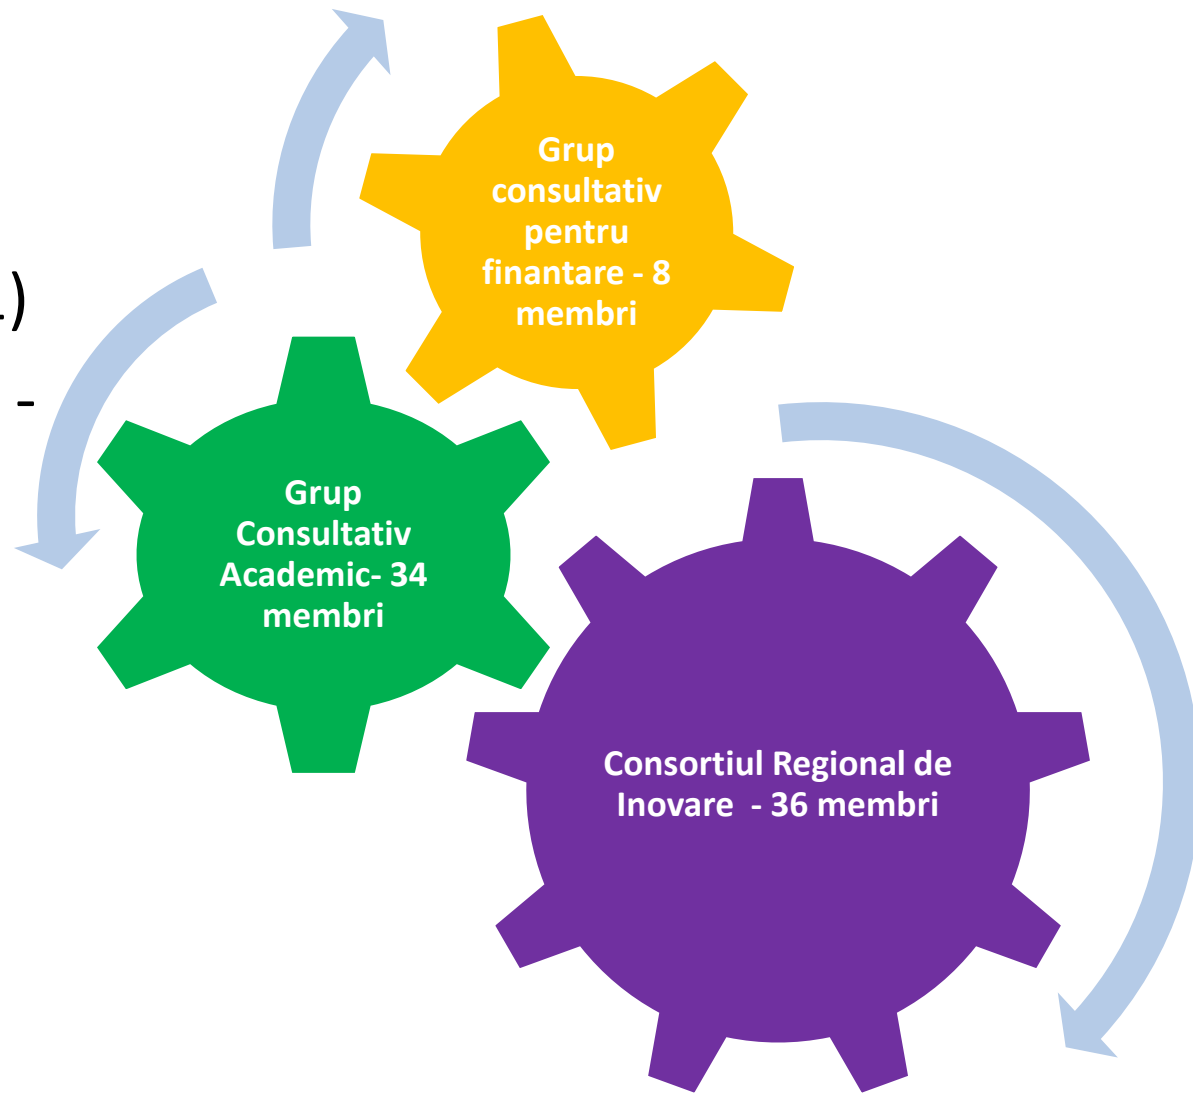 Grup
consultativ
pentru
finantare - 8
membri
)
-
Grup
Consultativ
Academic- 34
membri
Consortiul Regional de
Inovare  - 36 membri